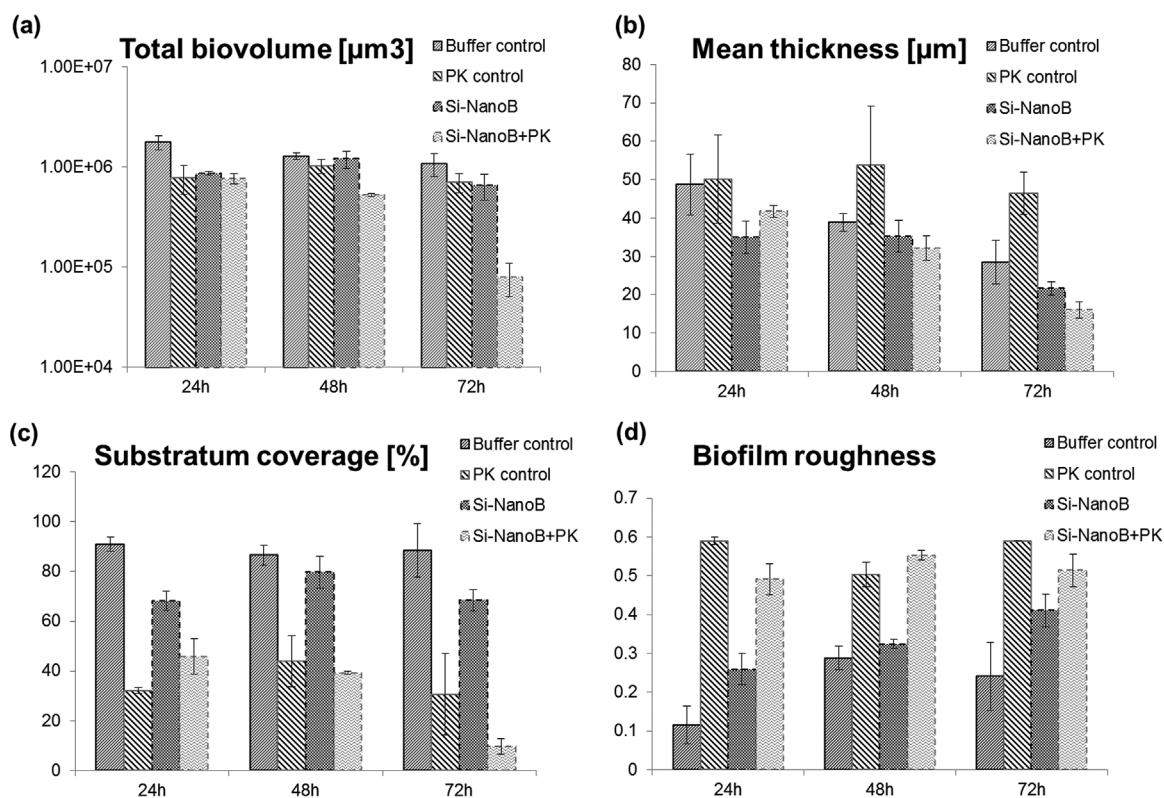 (a)
Total biovolume [µm3]
Buffer control
PK control
Si-NanoB
Si-NanoB+PK
1.00E+07
1.00E+06
1.00E+05
1.00E+04
24h 48h 72h
(b)
Mean thickness [µm]
Buffer control
PK control
Si-NanoB
Si-NanoB+PK
80
70
60
50
40
30
20
10
0
24h 48h 72h
(c)
Substratum coverage [%]
Buffer control
PK control
Si-NanoB
Si-NanoB+PK
120
100
80
60
40
20
0
24h 48h 72h
(d)
Biofilm roughness
Buffer control
PK control
Si-NanoB
Si-NanoB+PK
0.7
0.6
0.5
0.4
0.3
0.2
0.1
0
24h 48h 72h